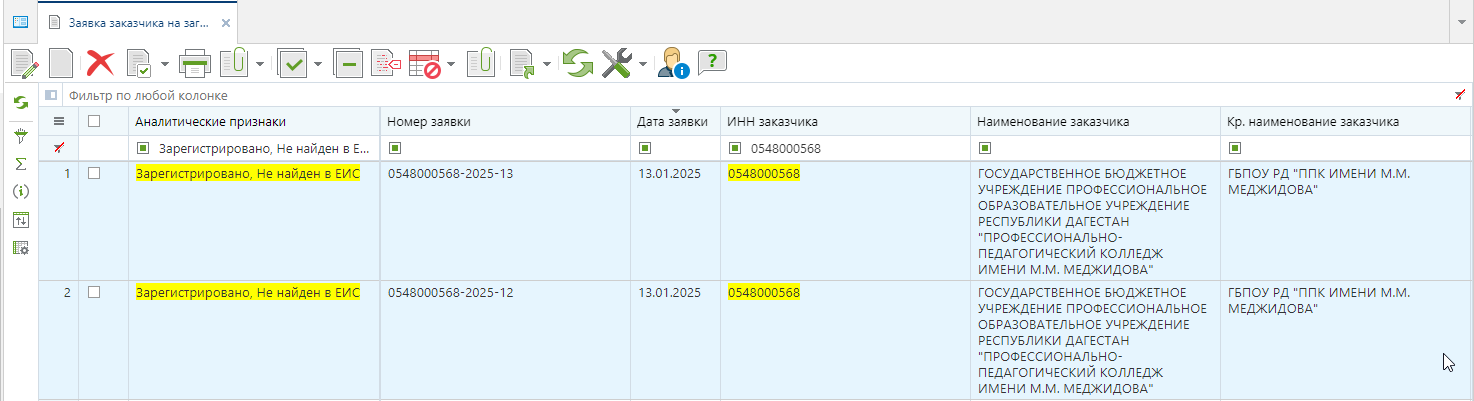 Заявка заказчика на заг...
?
i
Фильтр по любой колонке
Аналитические признаки
Номер заявки
Дата заявки
ИНН заказчика
Наименование заказчика
Кр. наименование заказчика
Зарегистрировано, Не найден в Е...
0548000568
1
Зарегистрировано, Не найден в ЕИС
0548000568-2025-13
13.01.2025
0548000568
ГОСУДАРСТВЕННОЕ БЮДЖЕТНОЕ
УЧРЕЖДЕНИЕ ПРОФЕССИОНАЛЬНОЕ
ОБРАЗОВАТЕЛЬНОЕ УЧРЕЖДЕНИЕ
РЕСПУБЛИКИ ДАГЕСТАН
"ПРОФЕССИОНАЛЬНО-
ПЕДАГОГИЧЕСКИЙ КОЛЛЕДЖ
ИМЕНИ М.М. МЕДЖИДОВА"
ГБПОУ РД "ППК ИМЕНИ М.М.
МЕДЖИДОВА"
2
Зарегистрировано, Не найден в ЕИС
0548000568-2025-12
13.01.2025
0548000568
ГОСУДАРСТВЕННОЕ БЮДЖЕТНОЕ
УЧРЕЖДЕНИЕ ПРОФЕССИОНАЛЬНОЕ
ОБРАЗОВАТЕЛЬНОЕ УЧРЕЖДЕНИЕ
РЕСПУБЛИКИ ДАГЕСТАН
"ПРОФЕССИОНАЛЬНО-
ПЕДАГОГИЧЕСКИЙ КОЛЛЕДЖ
ИМЕНИ М.М. МЕДЖИДОВА"
ГБПОУ РД "ППК ИМЕНИ М.М.
МЕДЖИДОВА"